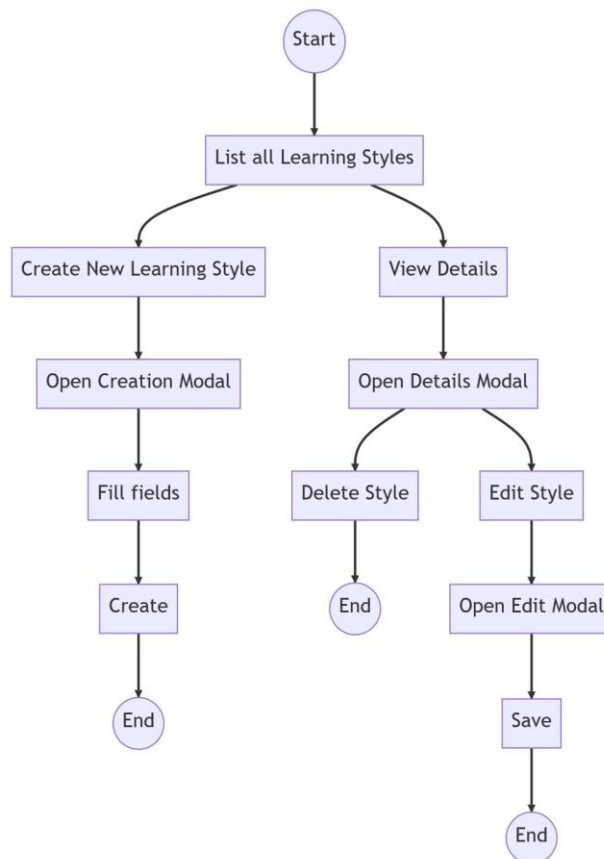 Start
List all Learning Styles
Create New Learning Style
View Details
Open Creation Modal
Open Details Modal
Fill fields
Delete Style
Edit Style
Create
End
Open Edit Modal
End
Save
End